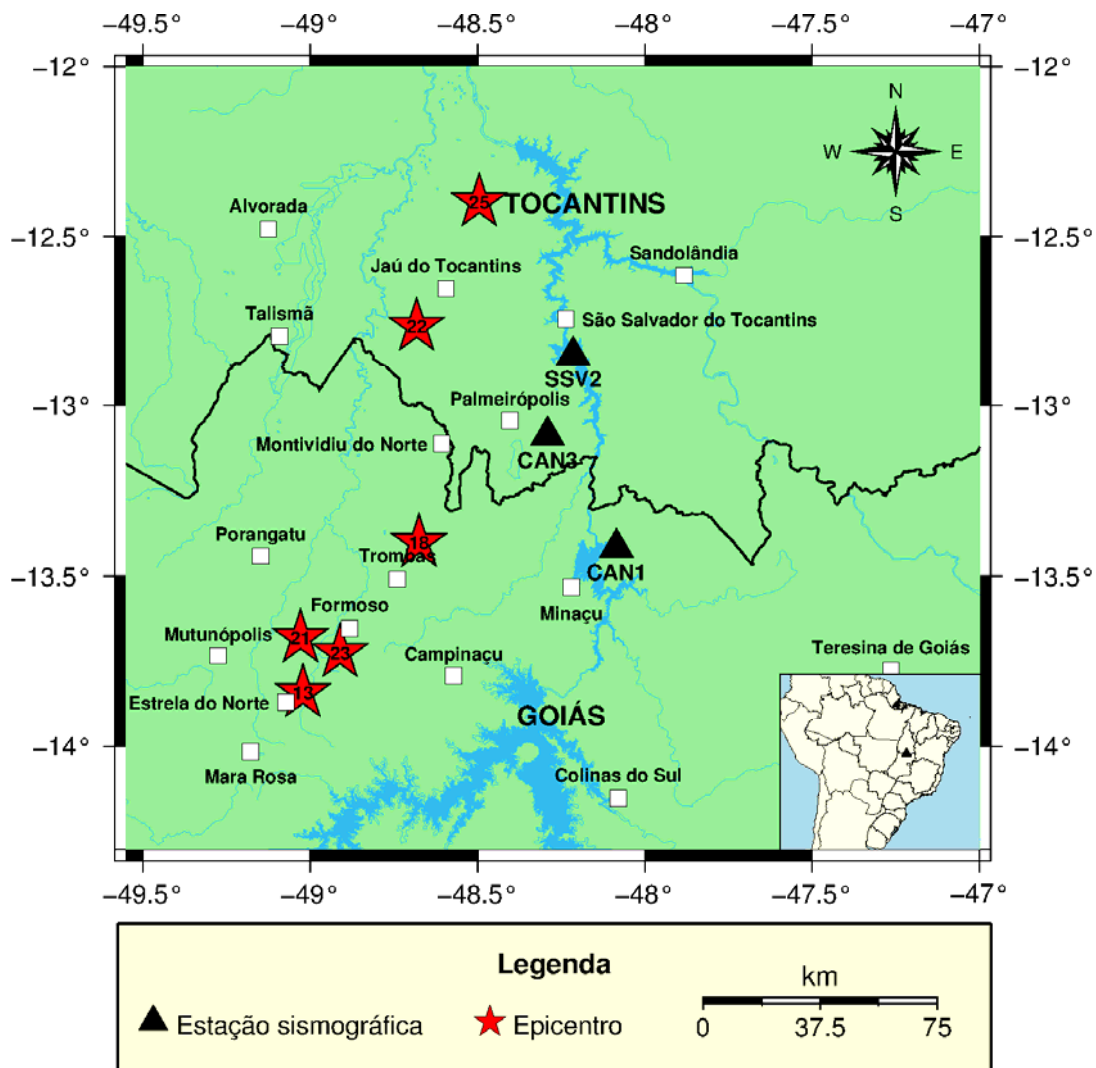 −49.5° −49° −48.5° −48° −47.5° −47°
−12° −12°
N
W E
S
25 TOCANTINS
Alvorada
−12.5° −12.5°
Sandolândia
Jaú do Tocantins
Talismã
22
São Salvador do Tocantins
SSV2
Palmeirópolis
−13° −13°
Montividiu do Norte
CAN3
Porangatu
18
Trombas
CAN1
−13.5° −13.5°
Formoso
Minaçu
Mutunópolis
21
23
Campinaçu
Teresina de Goiás
13
Estrela do Norte
GOIÁS
−14° −14°
Mara Rosa
Colinas do Sul
−49.5° −49° −48.5° −48° −47.5° −47°
Legenda
km
Estação sismográfica
Epicentro
0 37.5 75